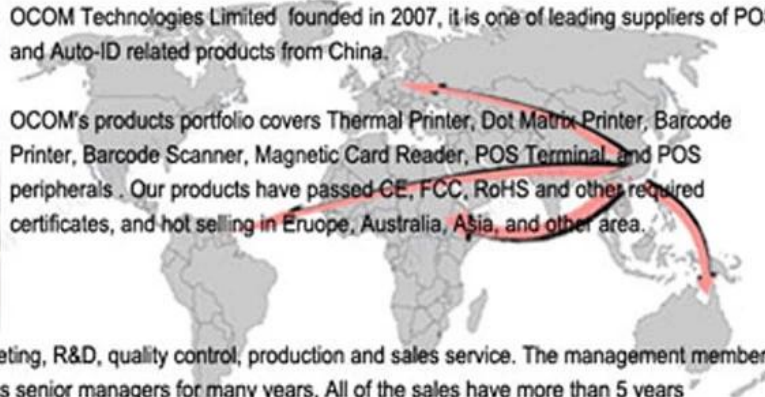 OCOM Technologies Limited founded in 2007, it is one of leading suppliers of POS
and Auto-ID related products from China.
OCOM's products portfolio covers Thermal Printer, Dot Matrix Printer, Barcode
Printer, Barcode Scanner, Magnetic Card Reader, POS Terminal, and POS
peripherals . Our products have passed CE, FCC, RoHS and other required
certificates, and hot selling in Eruope, Australia, Asia, and other area.
eting, R&D, quality control, production and sales service. The management member
s senior managers for many years. All of the sales have more than 5 years